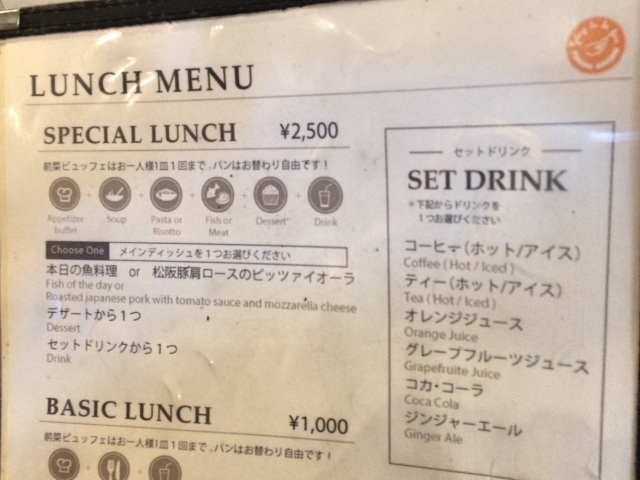 LUNCH MENU
SPECIAL LUNCH ¥2,500
前菜ビュッフェはお一人様1皿1回まで。パンはお替わり自由です！
Appetizer buffet + Soup + Pasta or Risotto + Fish or Meat + Dessert + Drink
Choose One メインディッシュを1つお選びください
本日の魚料理 or 松阪豚肩ロースのピッツァイオーラ
Fish of the day or
Roasted japanese pork with tomato sauce and mozzarella cheese
デザートから1つ
Dessert
セットドリンクから1つ
Drink
BASIC LUNCH ¥1,000
前菜ビュッフェはお一人様1皿1回まで。パンはお替わり自由です！
セットドリンク
SET DRINK
＊下記からドリンクを
1つお選びください
コーヒー（ホット/アイス）
Coffee ( Hot / Iced )
ティー（ホット/アイス）
Tea ( Hot / Iced )
オレンジジュース
Orange Juice
グレープフルーツジュース
Grapefruite Juice
コカ・コーラ
Coca Cola
ジンジャーエール
Ginger Ale